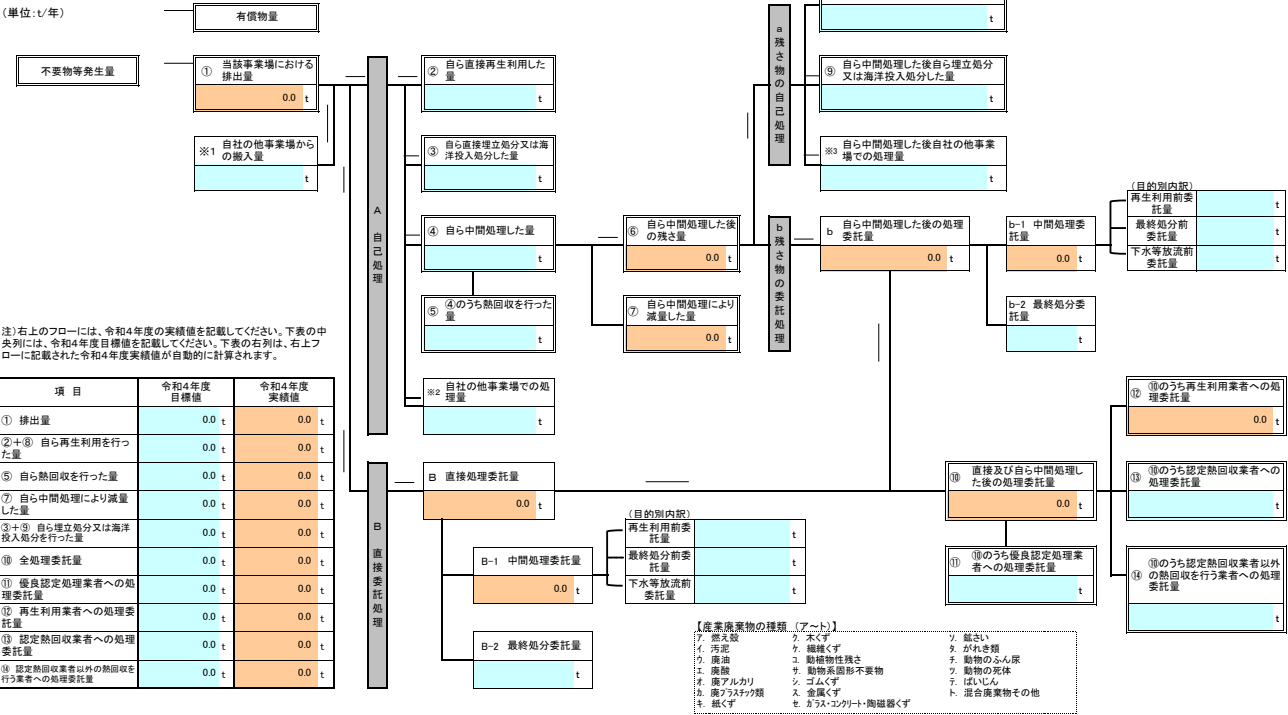 (単位:t/年)
有償物量
t
不要物等発生量
① 当該事業場における
排出量
0.0 t
※1 自社の他事業場から
の搬入量
t
A
自
己
処
理
② 自ら直接再生利用した
量
t
③ 自ら直接埋立処分又は海
洋投入処分した量
t
④ 自ら中間処理した量
t
⑤ ④のうち熱回収を行った
量
t
※2 自社の他事業場での処
理量
t
⑥ 自ら中間処理した後
の残さ量
0.0 t
⑦ 自ら中間処理により
減量した量
0.0 t
a
残
さ
物
の
自
己
処
理
⑨ 自ら中間処理した後自ら埋立処分
又は海洋投入処分した量
t
※3 自ら中間処理した後自社の他事業
場での処理量
t
b
残
さ
物
の
委
託
処
理
b 自ら中間処理した後の処理
委託量
0.0 t
b-1 中間処理委
託量
0.0 t
(目的別内訳)
再生利用前委
託量
t
最終処分前
委託量
t
下水等放流前
委託量
t
b-2 最終処分委
託量
t
注)右上のフローには、令和4年度の実績値を記載してください。下表の中
央列には、令和4年度目標値を記載してください。下表の右列は、右上フ
ローに記載された令和4年度実績値が自動的に計算されます。
項 目 令和4年度
目標値 令和4年度
実績値
① 排出量 0.0 t 0.0 t
②+⑧ 自ら再生利用を行っ
た量 0.0 t 0.0 t
⑤ 自ら熱回収を行った量 0.0 t 0.0 t
⑦ 自ら中間処理により減量
した量 0.0 t 0.0 t
③+⑨ 自ら埋立処分又は海洋
投入処分を行った量 0.0 t 0.0 t
⑩ 全処理委託量 0.0 t 0.0 t
⑪ 優良認定処理業者への処
理委託量 0.0 t 0.0 t
⑫ 再生利用業者への処理委
託量 0.0 t 0.0 t
⑬ 認定熱回収業者への処理
委託量 0.0 t 0.0 t
⑭ 認定熱回収業者以外の熱回収を
行う業者への処理委託量 0.0 t 0.0 t
B
直
接
委
託
処
理
B 直接処理委託量
0.0 t
B-1 中間処理委託量
0.0 t
(目的別内訳)
再生利用前委
託量
t
最終処分前委
託量
t
下水等放流前
委託量
t
B-2 最終処分委託量
t
⑩ 直接及び自ら中間処理し
た後の処理委託量
0.0 t
⑪ ⑩のうち優良認定処理業
者への処理委託量
t
⑫ ⑩のうち再生利用業者への処
理委託量
0.0 t
⑬ ⑩のうち認定熱回収業者への
処理委託量
t
⑭ ⑩のうち認定熱回収業者以外
の熱回収を行う業者への処理
委託量
t
【産業廃棄物の種類 (ア~ト)】
ア. 燃え殻 ク. 木くず ソ. 鉱さい
イ. 汚泥 ケ. 繊維くず タ. がれき類
ウ. 廃油 コ. 動植物性残さ チ. 動物のふん尿
エ. 廃酸 サ. 動物系固形不要物 ツ. 動物の死体
オ. 廃アルカリ シ. ゴムくず テ. ばいじん
カ. 廃プラスチック類 ス. 金属くず ト. 混合廃棄物その他
キ. 紙くず セ. ガラス・コンクリート・陶磁器くず